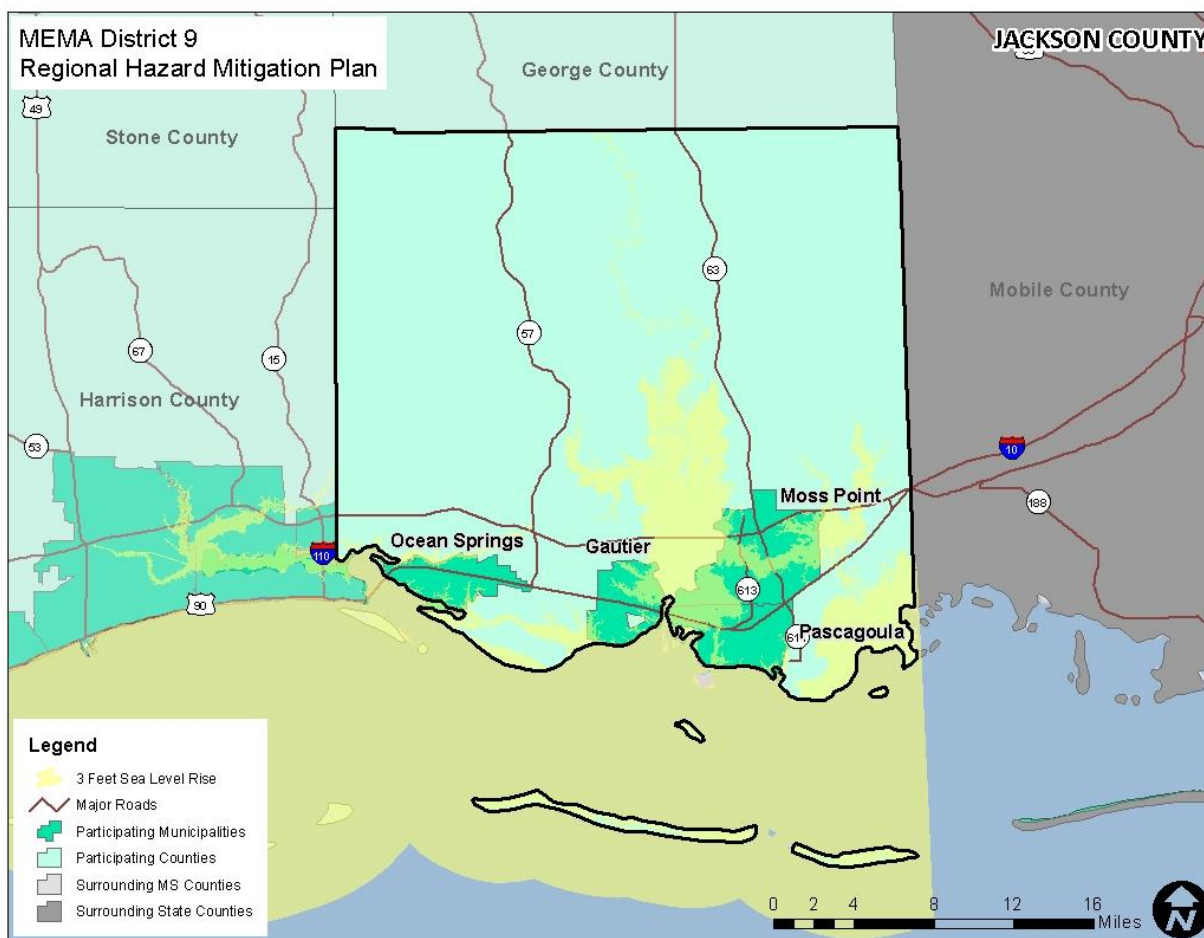 MEMA District 9
Regional Hazard Mitigation Plan
JACKSON COUNTY
George County
49
Stone County
63
57
Mobile County
67
15
Harrison County
53
10
188
Moss Point
Ocean Springs
Gautier
110
90
613
Pascagoula
Legend
3 Feet Sea Level Rise
Major Roads
Participating Municipalities
Participating Counties
Surrounding MS Counties
Surrounding State Counties
0 2 4 8 12 16
Miles
N